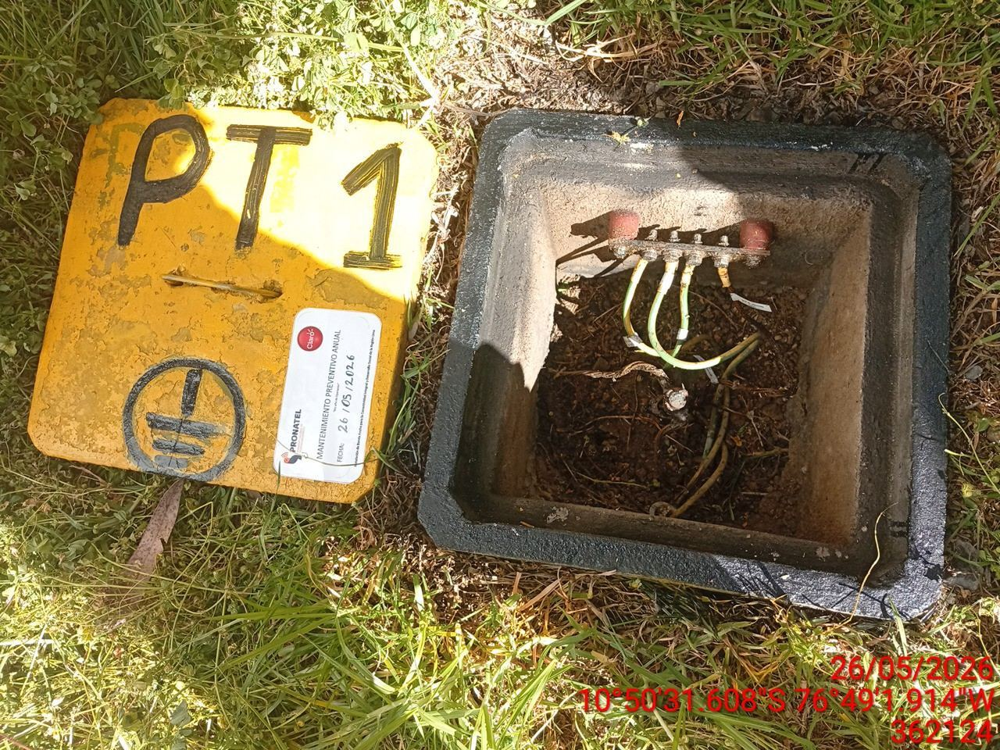 PT1
Claro
PRONATEL
MANTENIMIENTO PREVENTIVO ANUAL
FECHA: 26/05/2026
26/05/2026
10°50'31.608"S 76°49'1.914"W
362124